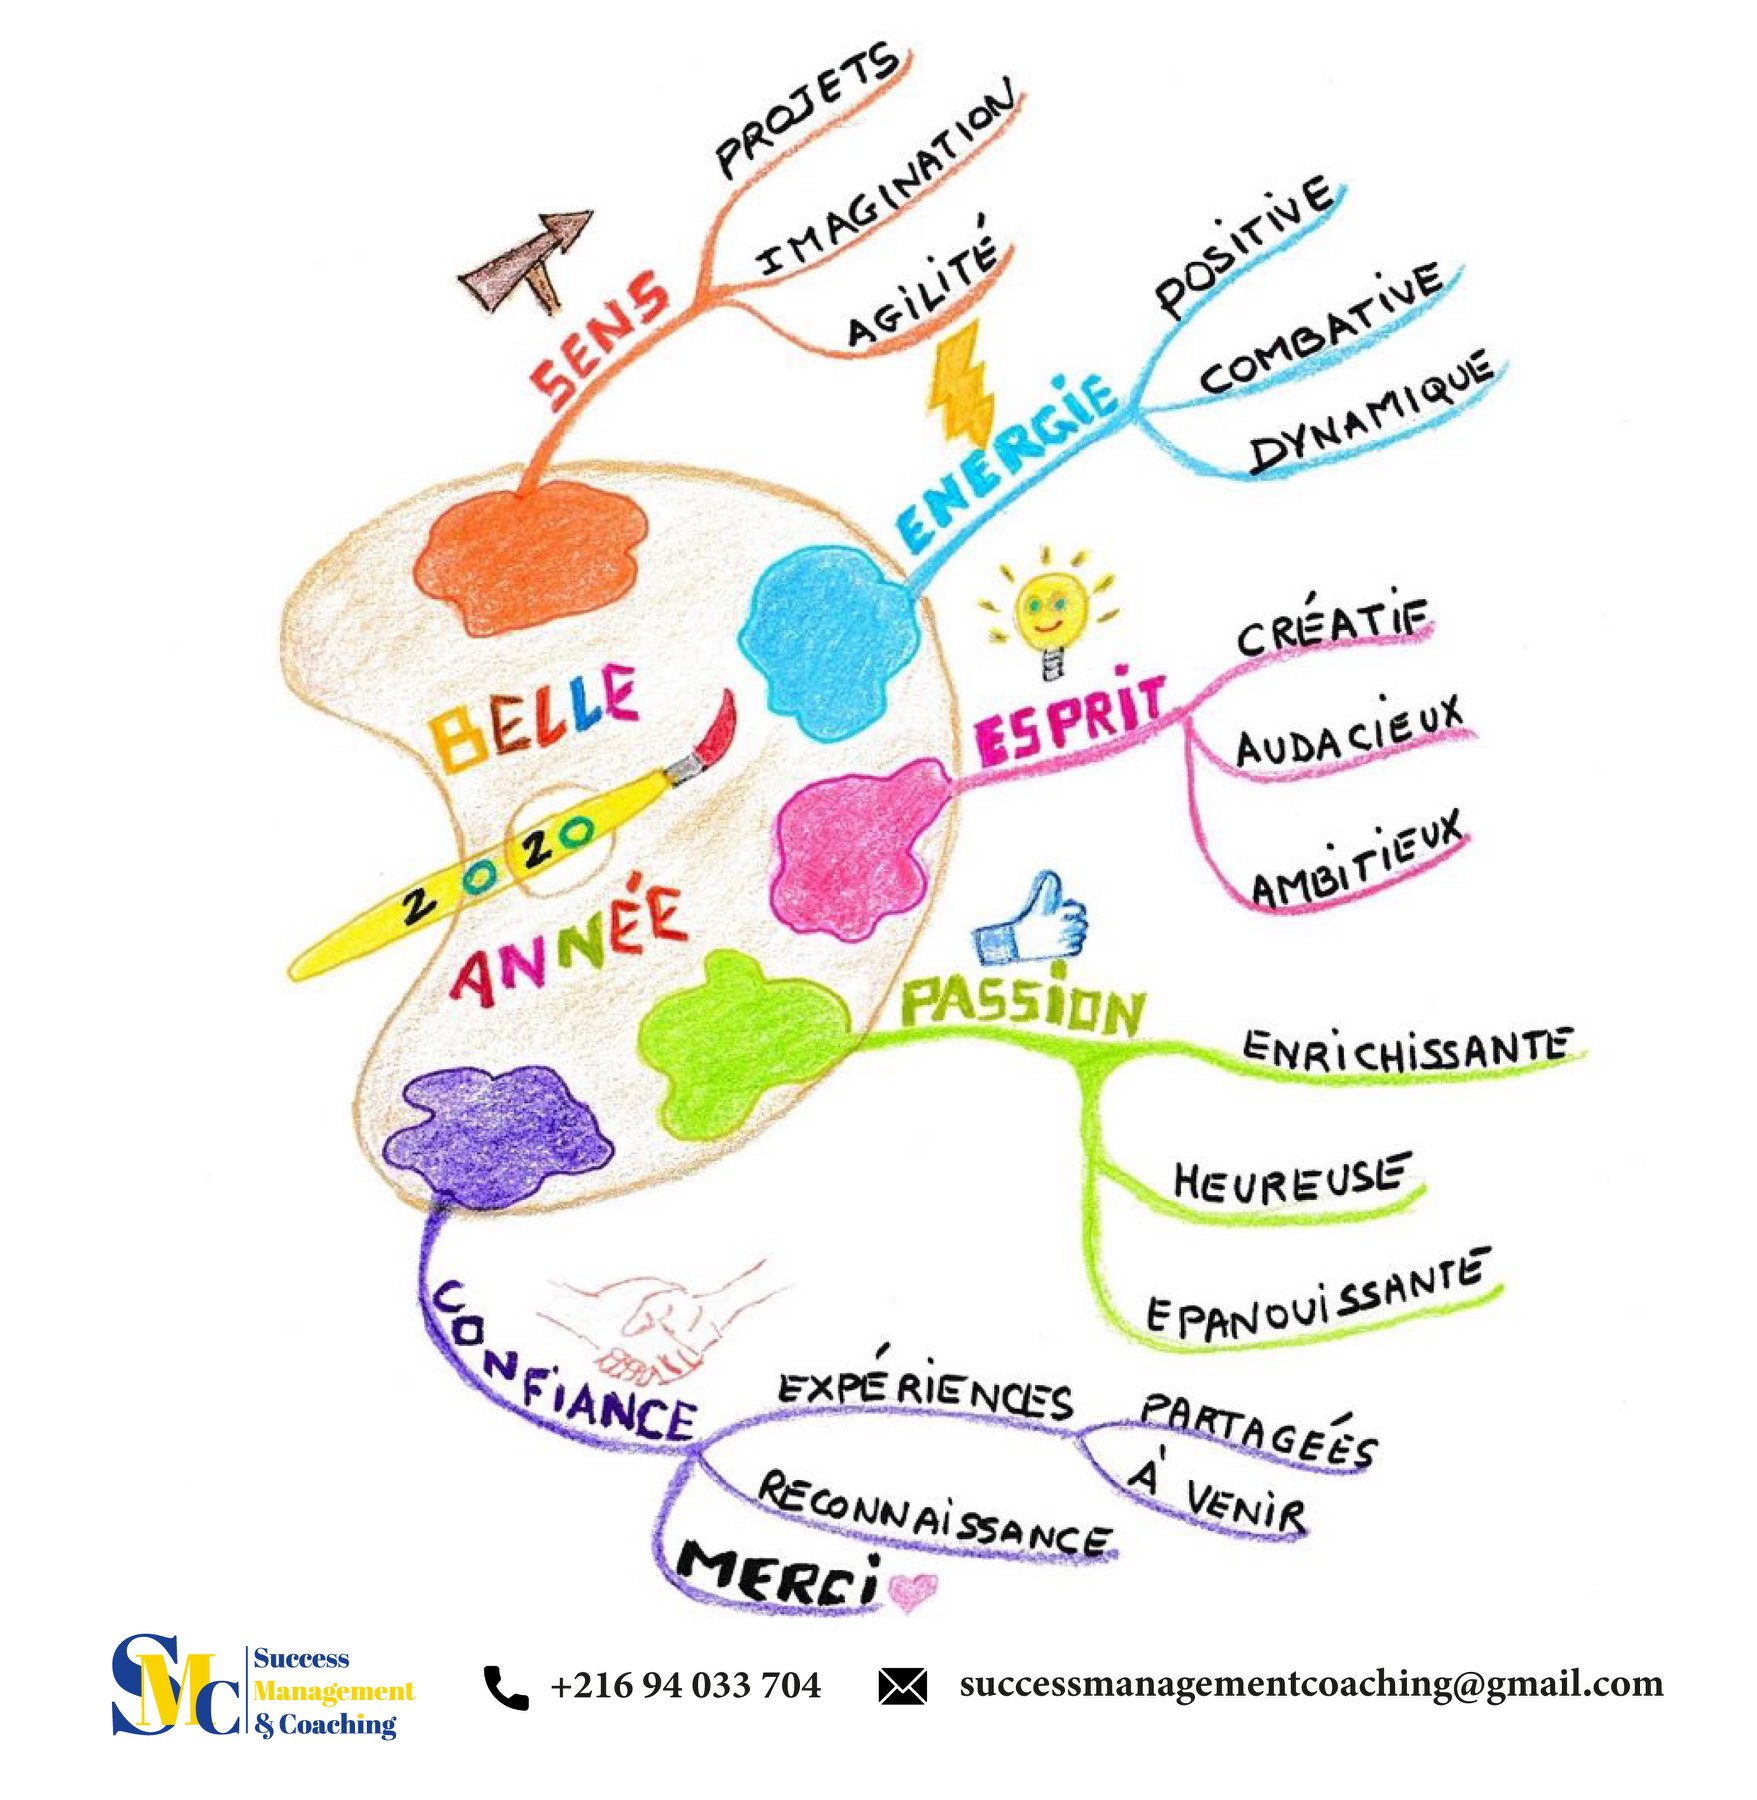 BELLE
2020
ANNÉE
SENS
PROJETS
IMAGINATION
AGILITÉ
ENERGIE
POSITIVE
COMBATIVE
DYNAMIQUE
ESPRIT
CRÉATIF
AUDACIEUX
AMBITIEUX
PASSION
ENRICHISSANTE
HEUREUSE
EPANOUISSANTE
CONFIANCE
EXPÉRIENCES
PARTAGEÉS
À VENIR
RECONNAISSANCE
MERCI
SMC
Success
Management
& Coaching
+216 94 033 704
successmanagementcoaching@gmail.com